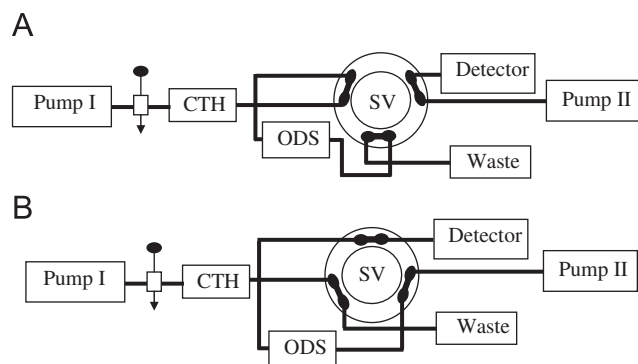 A
Detector
Pump I
CTH
SV
Pump II
ODS
Waste
B
Detector
Pump I
CTH
SV
Pump II
Waste
ODS